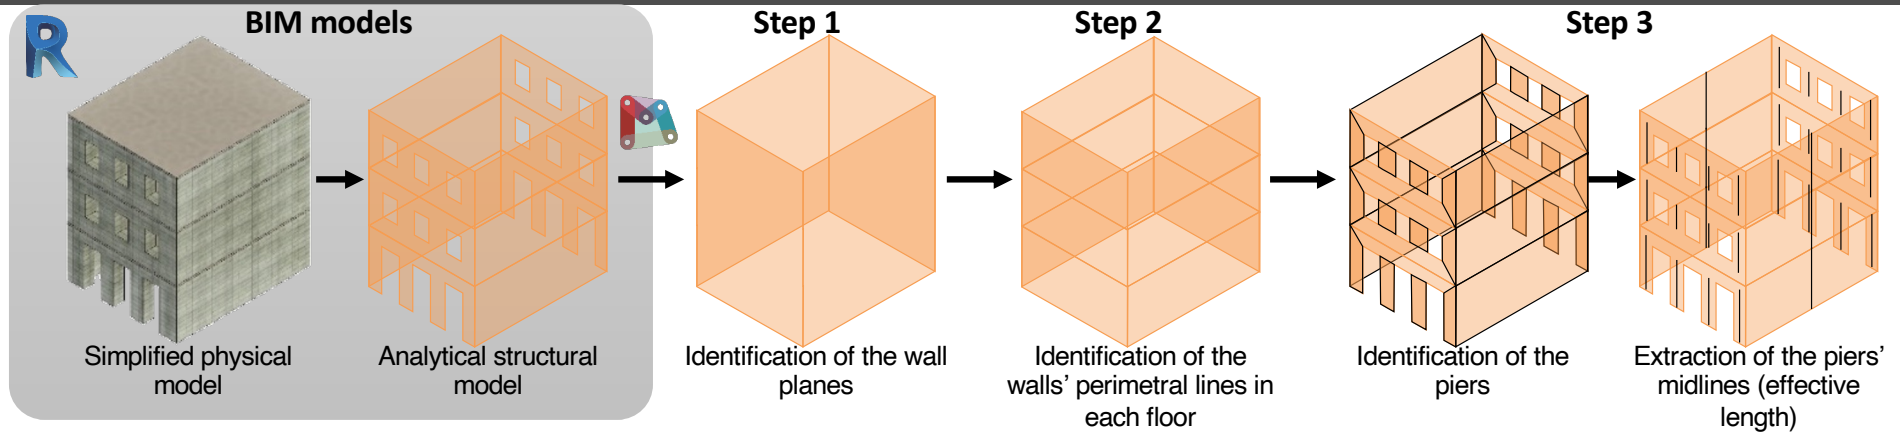 BIM models
Step 1
Step 2
Step 3
R
Simplified physical
model
Analytical structural
model
Identification of the wall
planes
Identification of the
walls’ perimetral lines in
each floor
Identification of the
piers
Extraction of the piers’
midlines (effective
length)